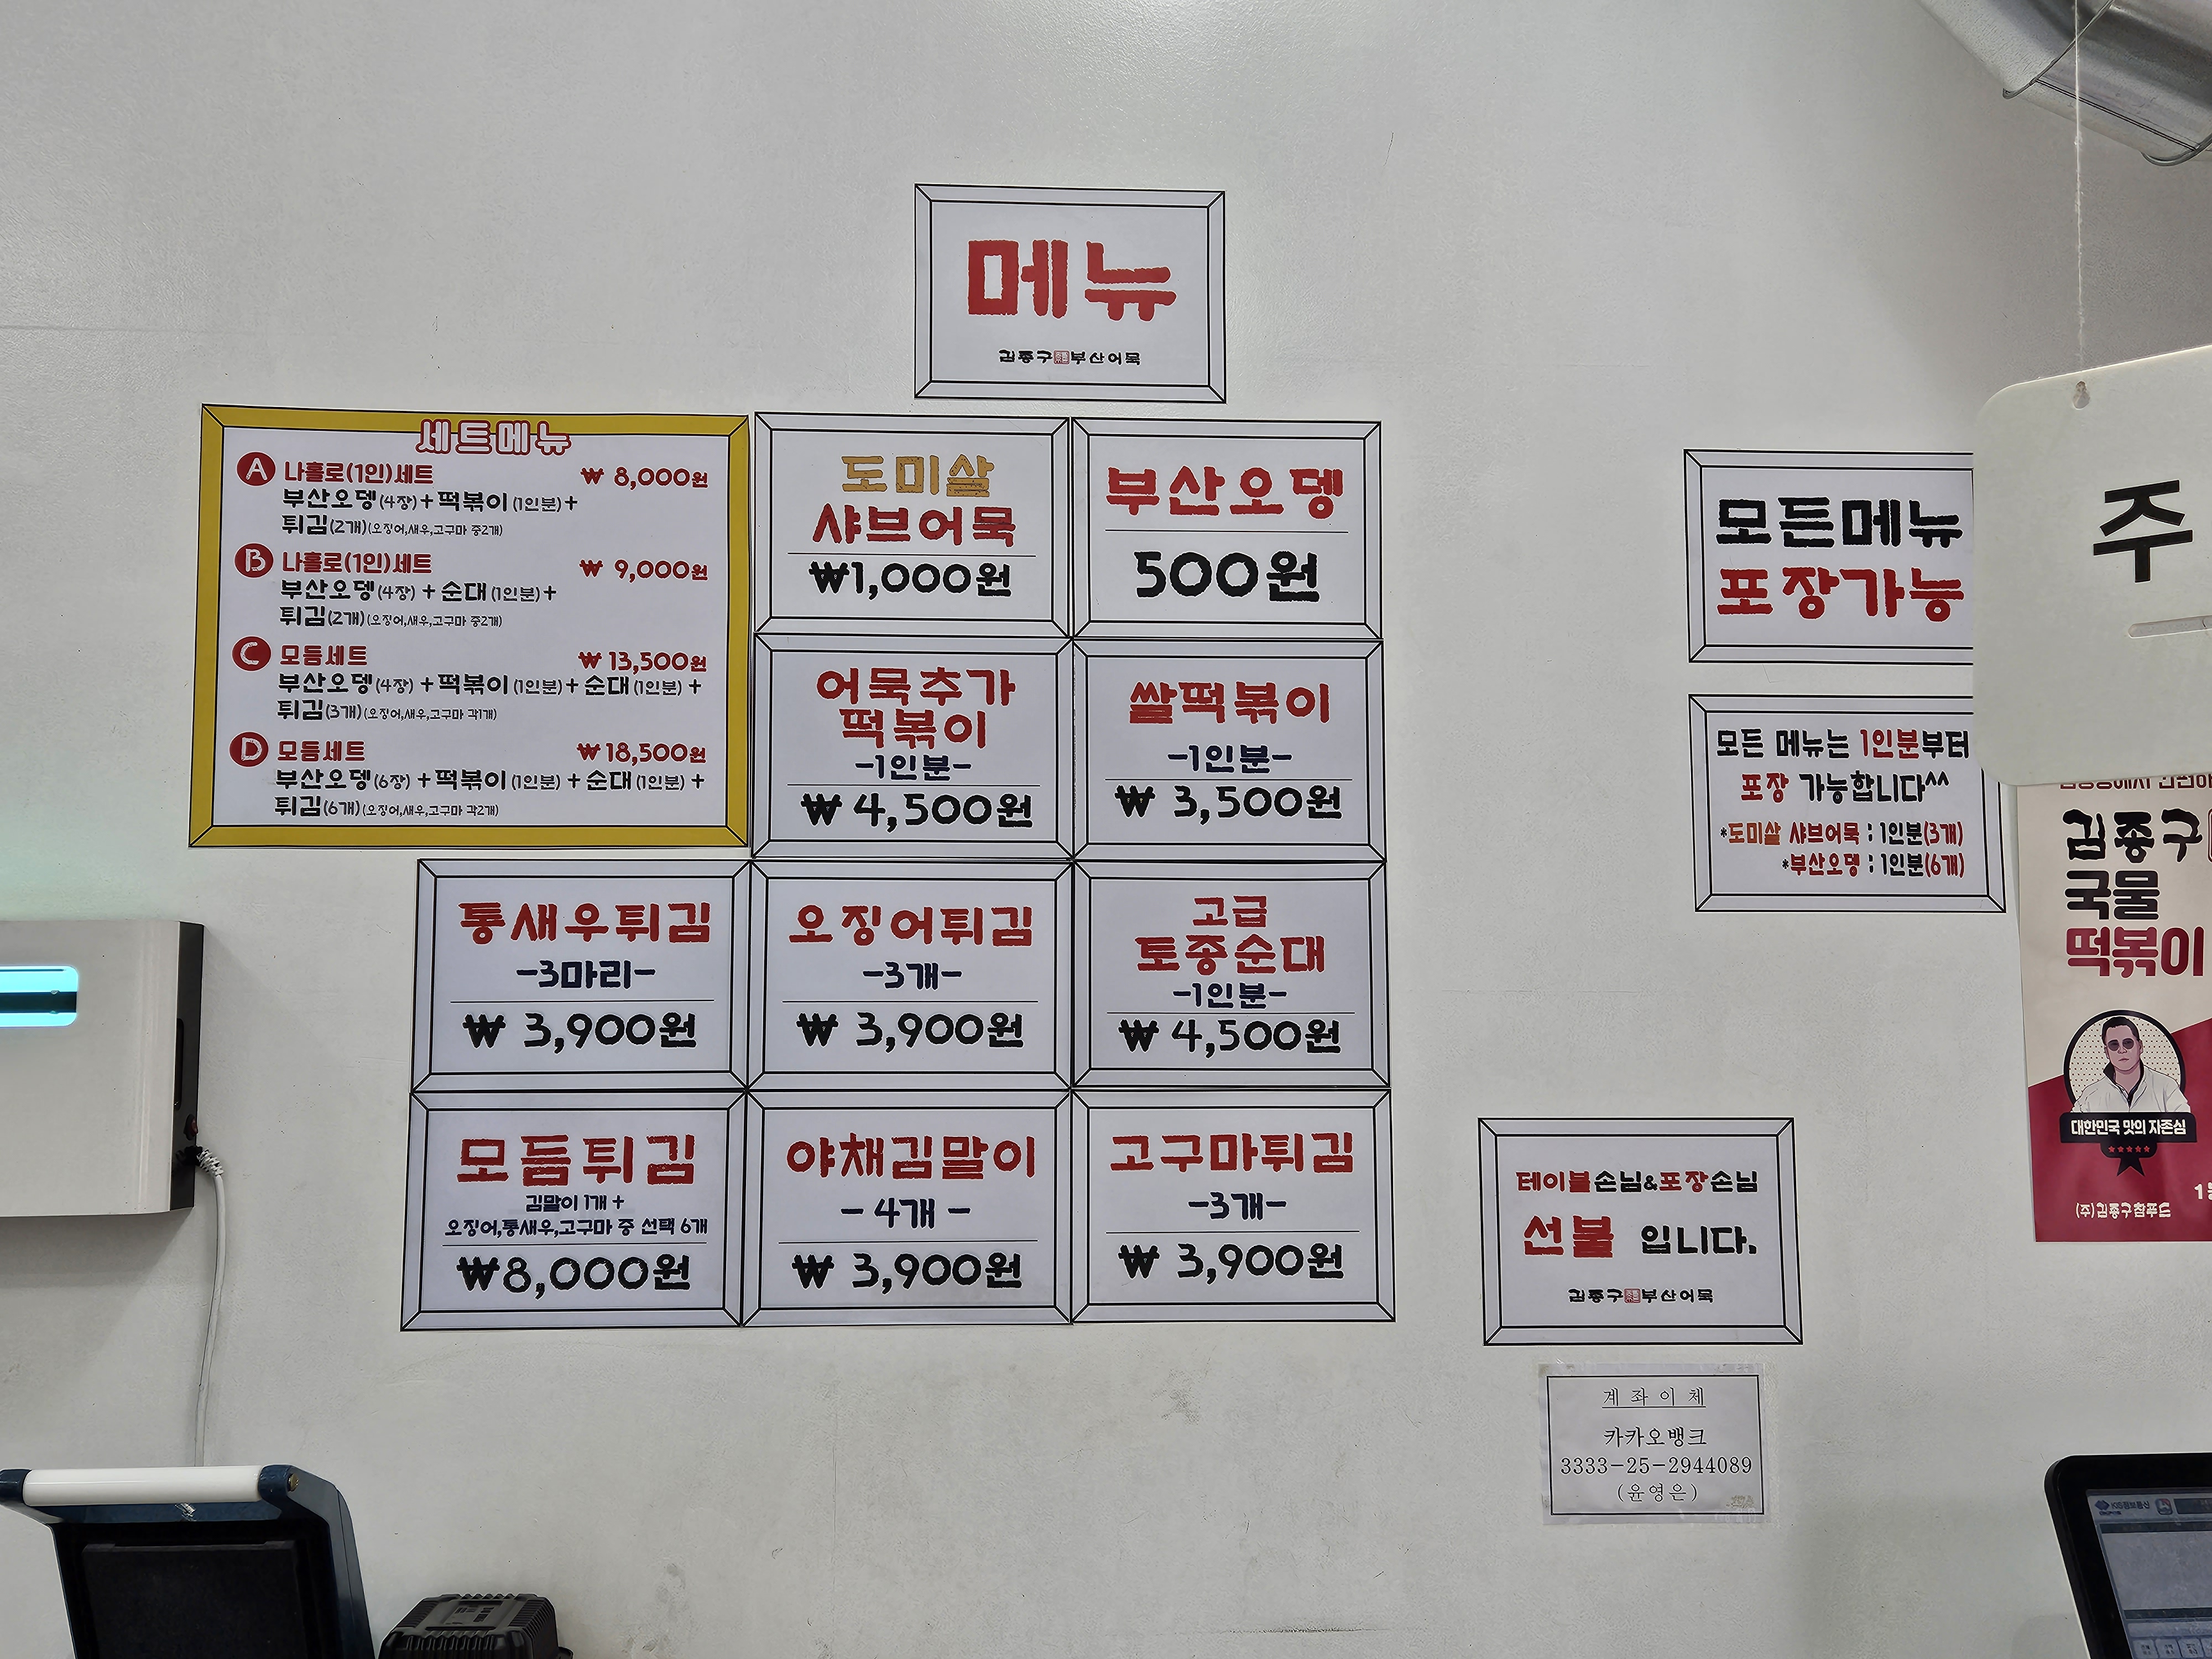 메뉴
김종구 부산어묵
세트메뉴
A 나홀로(1인)세트 ₩ 8,000원
부산오뎅(4장)+떡볶이(1인분)+
튀김(2개)(오징어,새우,고구마 중2개)
B 나홀로(1인)세트 ₩ 9,000원
부산오뎅(4장)+순대(1인분)+
튀김(2개)(오징어,새우,고구마 중2개)
C 모듬세트 ₩ 13,500원
부산오뎅(4장)+떡볶이(1인분)+순대(1인분)+
튀김(3개)(오징어,새우,고구마 각1개)
D 모듬세트 ₩18,500원
부산오뎅(6장)+떡볶이(1인분)+순대(1인분)+
튀김(6개)(오징어,새우,고구마 각2개)
도미살
샤브어묵
₩1,000원
부산오뎅
500원
어묵추가
떡볶이
-1인분-
₩ 4,500원
쌀떡볶이
-1인분-
₩ 3,500원
통새우튀김
-3마리-
₩ 3,900원
오징어튀김
-3개-
₩ 3,900원
고급
토종순대
-1인분-
₩ 4,500원
모듬튀김
김말이 1개 +
오징어,통새우,고구마 중 선택 6개
₩8,000원
야채김말이
- 4개 -
₩ 3,900원
고구마튀김
-3개-
₩ 3,900원
모든메뉴
포장가능
모든 메뉴는 1인분부터
포장 가능합니다^^
*도미살 샤브어묵 : 1인분(3개)
*부산오뎅 : 1인분(6개)
테이블손님&포장손님
선불 입니다.
김종구 부산어묵
계좌이체
카카오뱅크
3333-25-2944089
(윤영은)
주
김종구
국물
떡볶이
대한민국 맛의 자존심
(주)김종구참푸드